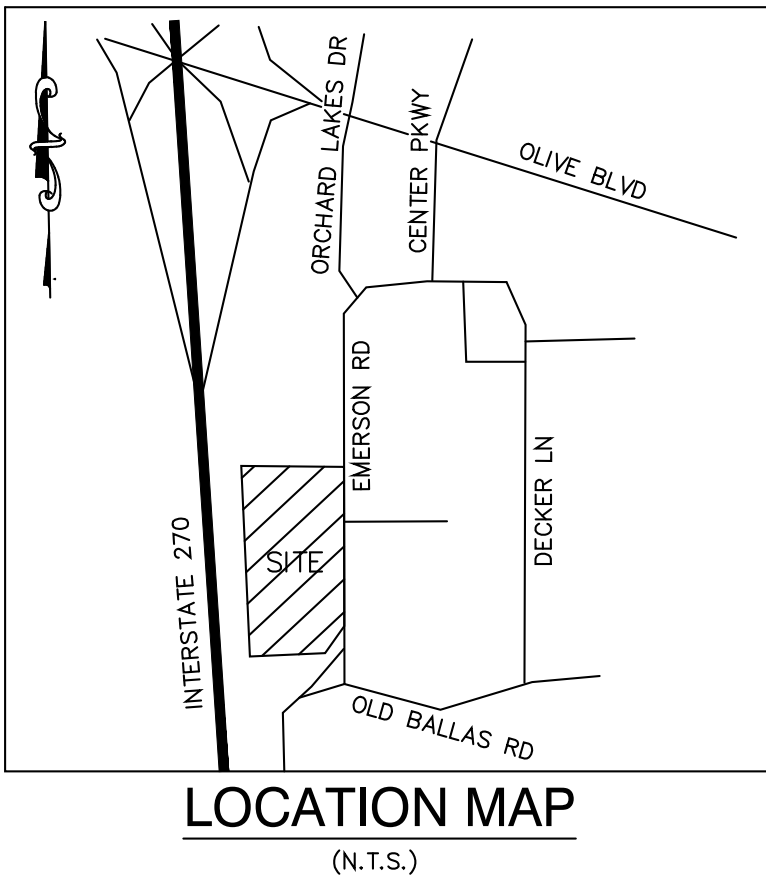 ORCHARD LAKES DR
CENTER PKWY
OLIVE BLVD
EMERSON RD
DECKER LN
SITE
INTERSTATE 270
OLD BALLAS RD
LOCATION MAP
(N.T.S.)